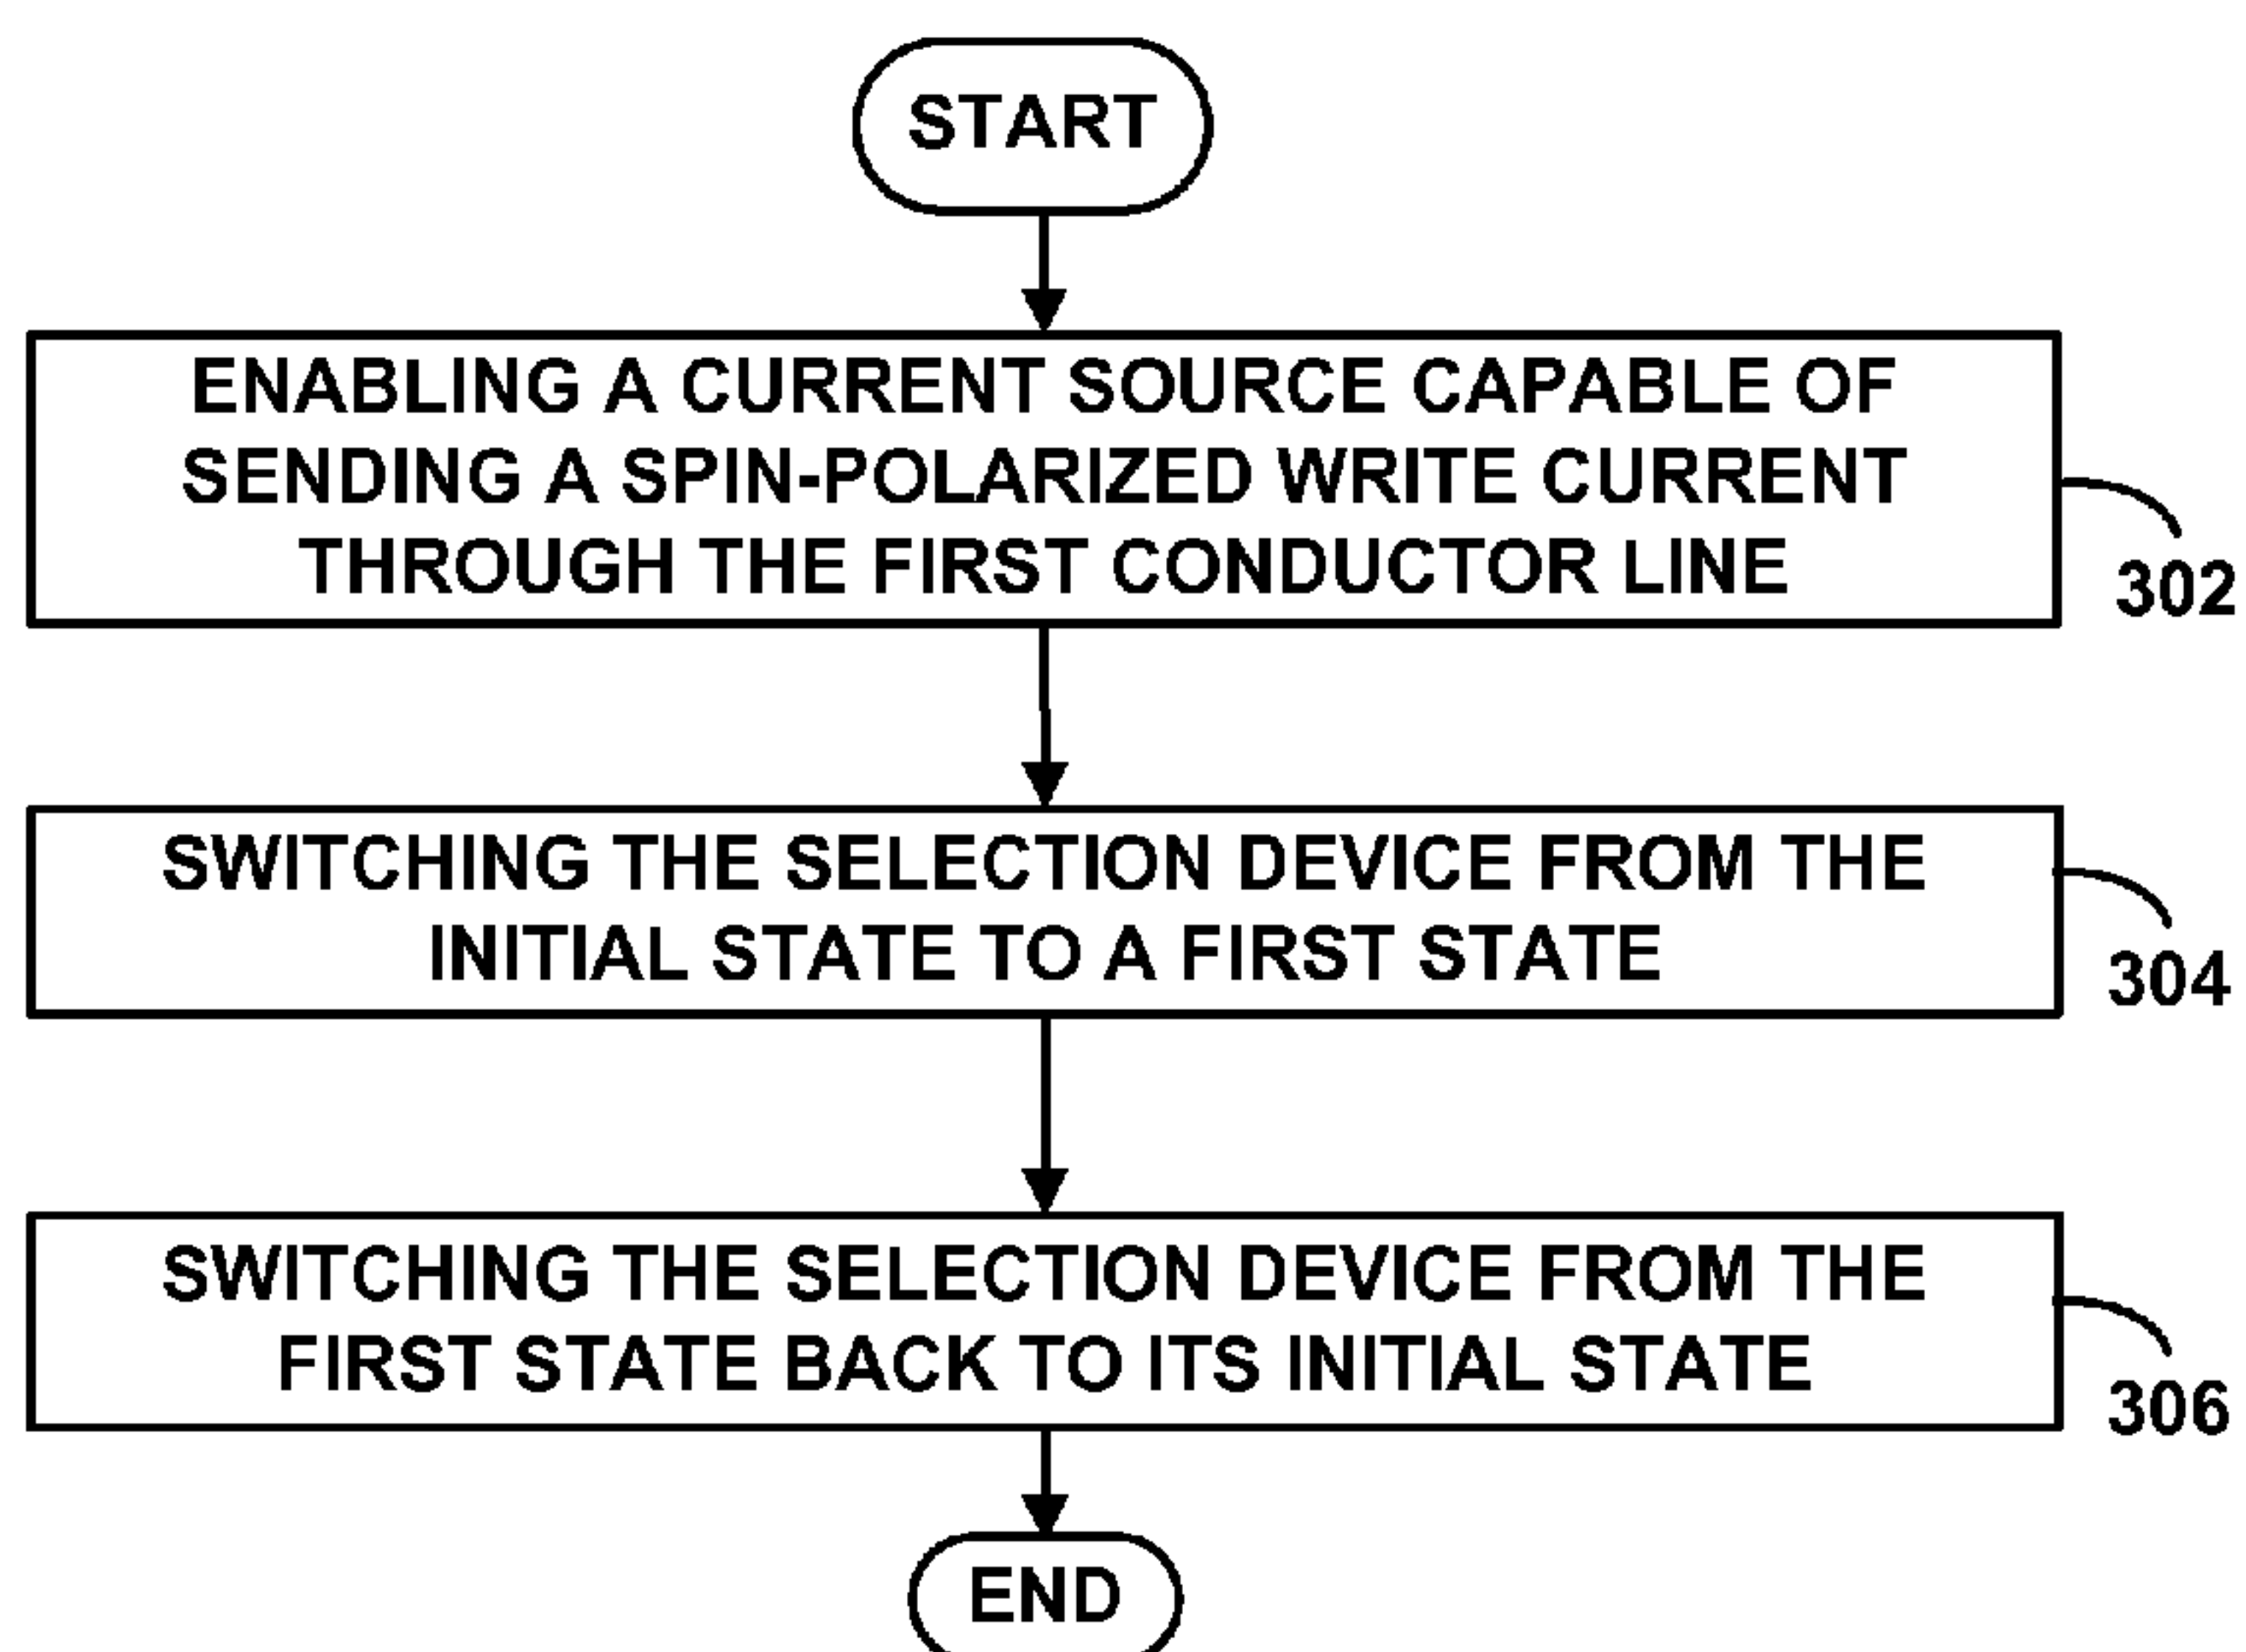 START
ENABLING A CURRENT SOURCE CAPABLE OF
SENDING A SPIN-POLARIZED WRITE CURRENT
THROUGH THE FIRST CONDUCTOR LINE
302
SWITCHING THE SELECTION DEVICE FROM THE
INITIAL STATE TO A FIRST STATE
304
SWITCHING THE SELECTION DEVICE FROM THE
FIRST STATE BACK TO ITS INITIAL STATE
306
END